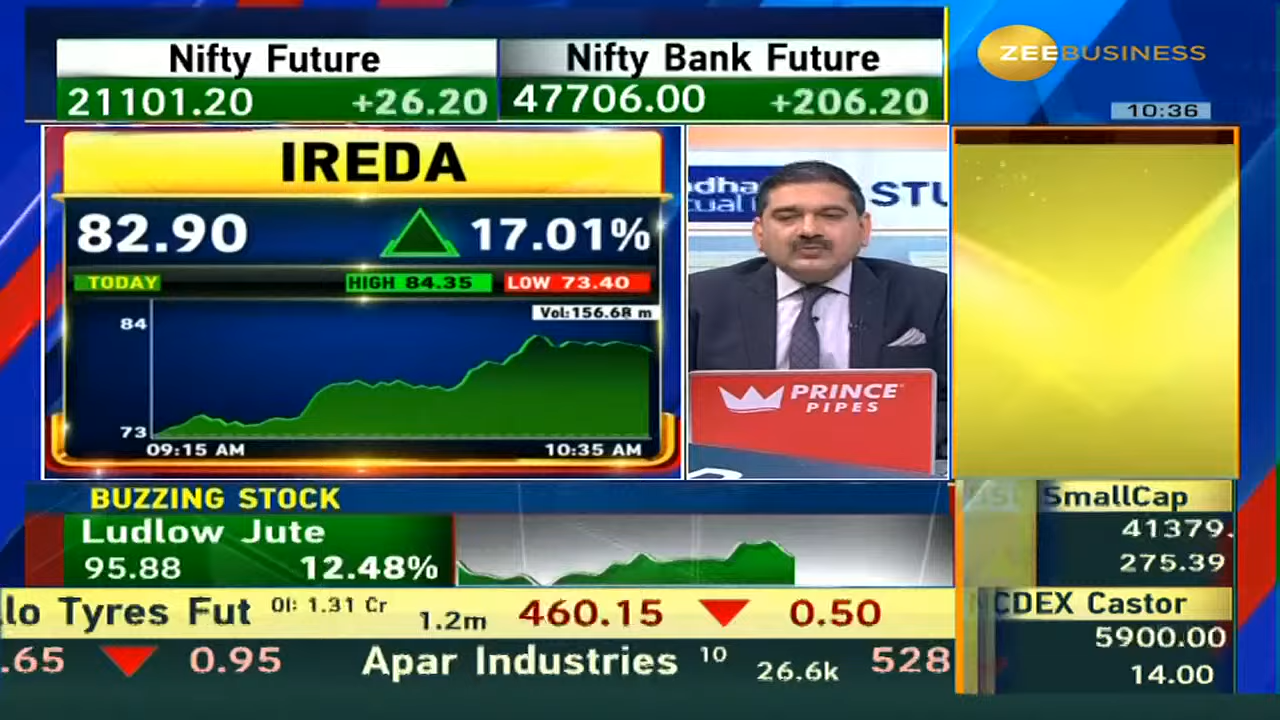 Nifty Future
21101.20 +26.20
Nifty Bank Future
47706.00 +206.20
ZEEBUSINESS
10:36
IREDA
82.90 17.01%
TODAY HIGH 84.35 LOW 73.40
Vol:156.68 m
84
73
09:15 AM 10:35 AM
STU
PRINCE
PIPES
BUZZING STOCK
Ludlow Jute
95.88 12.48%
SmallCap
41379.
275.39
NCDEX Castor
5900.00
14.00
lo Tyres Fut OI: 1.31 Cr 1.2m 460.15 0.50
.65 0.95 Apar Industries 10 26.6k 528